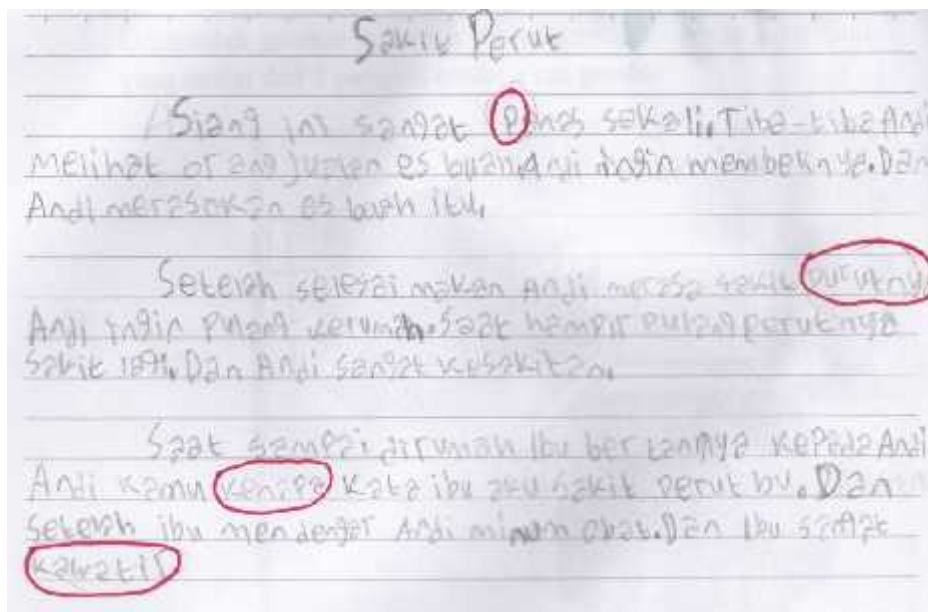 Sakit Perut
Siang ini sangat Panas sekali. Tiba-tiba Andi
melihat orang jualan es buah. Andi ingin membelinya. Dan
Andi merasakan es buah itu.
Setelah selesai makan Andi merasa sakit purutnya
Andi ingin pulang kerumah. Saat hampir pulang perutnya
sakit lagi. Dan Andi sangat kesakitan.
Saat sampai dirumah Ibu bertannya kepada Andi
Andi kamu kenapa kata ibu aku sakit perut bu. Dan
setelah ibu mendengar Andi minum obat. Dan Ibu sangat
kawatir